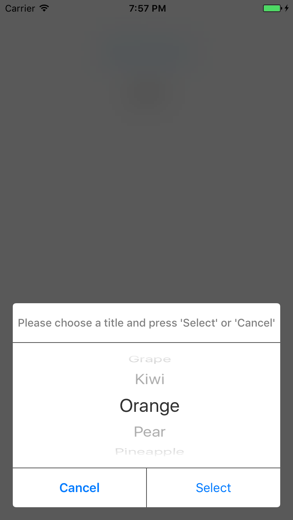 Carrier 7:57 PM
Please choose a title and press 'Select' or 'Cancel'
Grape
Kiwi
Orange
Pear
Pineapple
Cancel Select